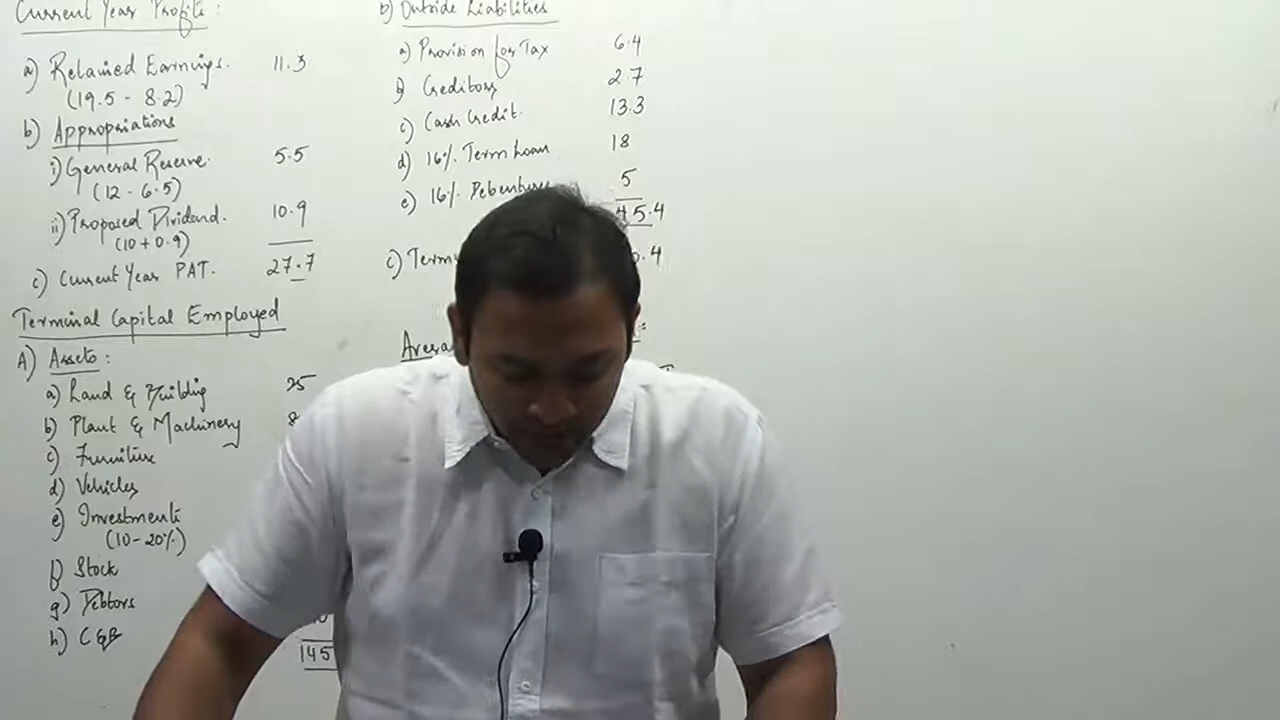 Current Year Profits :
a) Retained Earnings. 11.3
(19.5 - 8.2)
b) Appropriations
i) General Reserve. 5.5
(12 - 6.5)
ii) Proposed Dividend. 10.9
(10 + 0.9)
c) Current Year PAT. 27.7
Terminal Capital Employed
A) Assets :
a) Land & Building 25
b) Plant & Machinery
c) Furniture
d) Vehicles
e) Investments
(10 - 20%)
f) Stock
g) Debtors
h) C&B
145
b) Outside Liabilities
a) Provision for Tax 6.4
b) Creditors 2.7
c) Cash Credit. 13.3
d) 16% Term Loan 18
e) 16% Debentures 5
45.4
c)